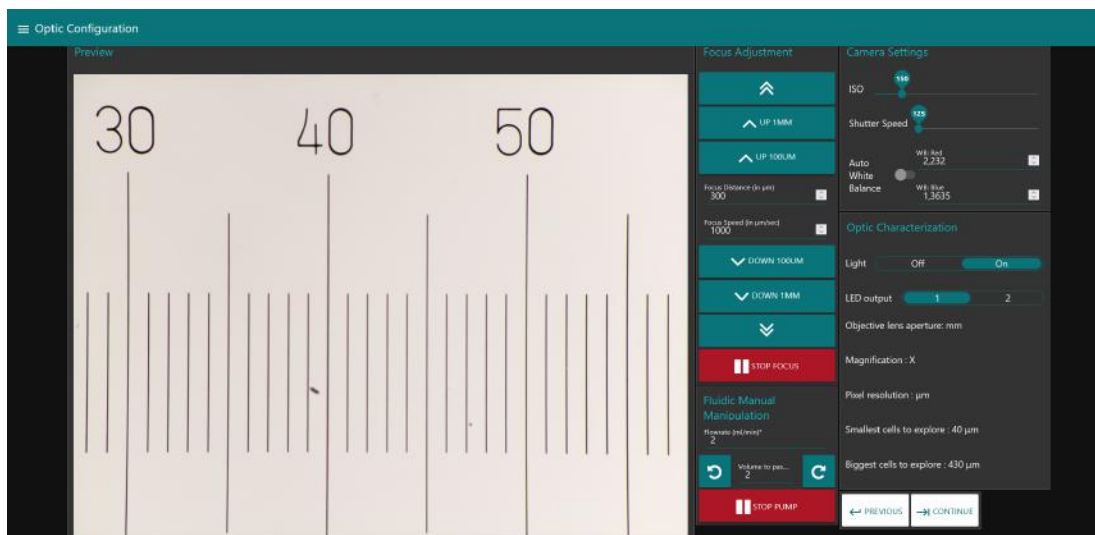 Optic Configuration
Preview
30 40 50
Focus Adjustment
UP 1MM
UP 100UM
Focus Distance (in µm)
300
Focus Speed (in µm/sec)
1000
DOWN 100UM
DOWN 1MM
STOP FOCUS
Fluidic Manual
Manipulation
Flowrate (ml/min)*
2
Volume to pas...
2
STOP PUMP
Camera Settings
150
ISO
125
Shutter Speed
Auto
White
Balance
WB: Red
2,232
WB: Blue
1,3635
Optic Characterization
Light Off On
LED output 1 2
Objective lens aperture: mm
Magnification : X
Pixel resolution : µm
Smallest cells to explore : 40 µm
Biggest cells to explore : 430 µm
PREVIOUS CONTINUE